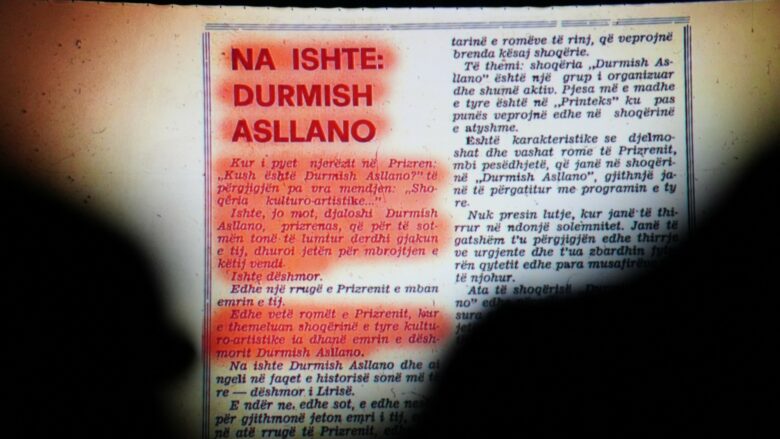 NA ISHTE:
DURMISH
ASLLANO
Kur i pyet njerëzit në Prizren:
„Kush është Durmish Asllano?" të
përgjigjën pa vra mendjen: „Sho-
qëria kulturo-artistike..."
Ishte, jo mot, djaloshi Durmish
Asllano, prizrenas, që për të sot-
mën tonë të lumtur derdhi gjakun
e tij, dhuroi jetën për mbrojtjen e
këtij vendi.
Ishte dëshmor.
Edhe një rrugë e Prizrenit e mban
emrin e tij.
Edhe vetë romët e Prizrenit, kur
e themeluan shoqërinë e tyre kultu-
ro-artistike ia dhanë emrin e dësh-
morit Durmish Asllano.
Na ishte Durmish Asllano dhe ai
ngeli në faqet e historisë sonë më të
re — dëshmor i Lirisë.
E ndër ne, edhe sot, e edhe
për gjithmonë jeton emri i tij,
në atë rrugë të Prizrenit, edhe
tarinë e romëve të rinj, që veprojnë
brenda kësaj shoqërie.
Të themi: shoqëria „Durmish As-
llano" është një grup i organizuar
dhe shumë aktiv. Pjesa më e madhe
e tyre është në „Printeks" ku pas
punës veprojnë edhe në shoqërinë
e atyshme.
Është karakteristike se djelmo-
shat dhe vashat rome të Prizrenit,
mbi pesëdhjetë, që janë në shoqëri-
në „Durmish Asllano", gjithnjë ja-
në të përgatitur me programin e ty
re.
Nuk presin lutje, kur janë të thi-
rrur në ndonjë solemnitet. Janë të
gatshëm t'u përgjigjën edhe thirrje
ve urgjente dhe t'ua zbardhin
rën qytetit edhe para
të njohur.
Ata të shoqërisë
no"
sura